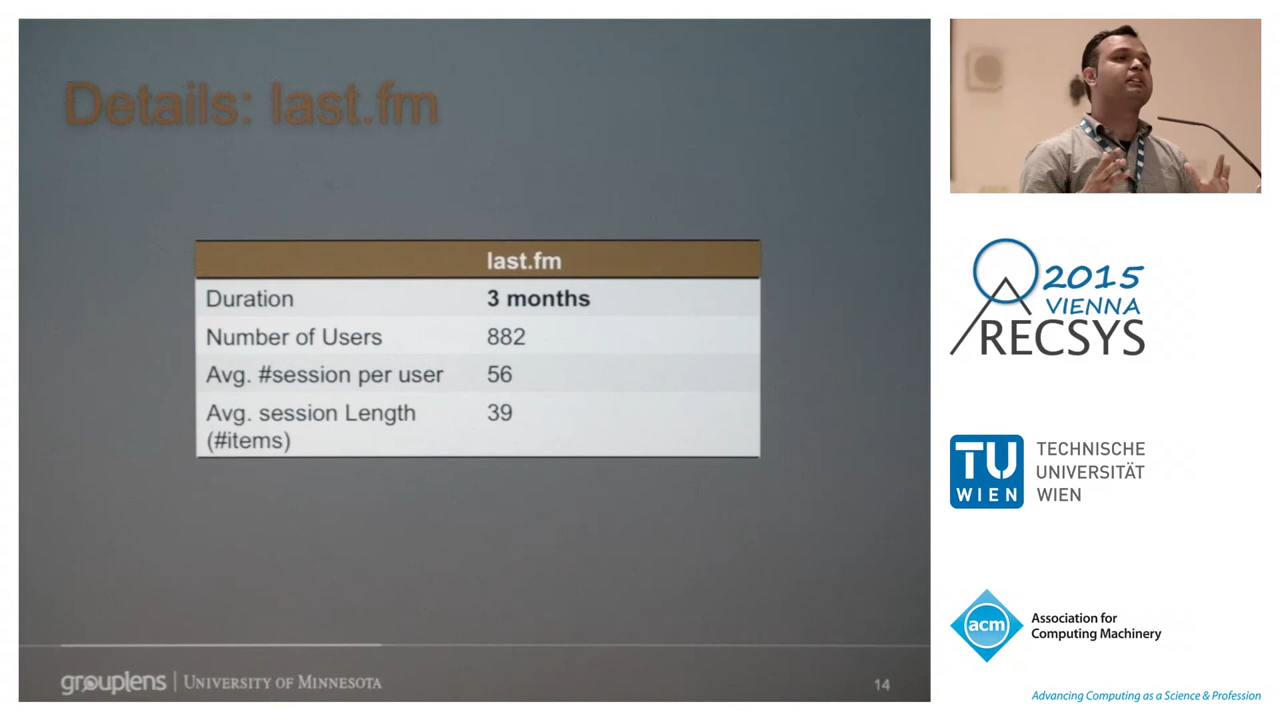 Details: last.fm
last.fm
Duration 3 months
Number of Users 882
Avg. #session per user 56
Avg. session Length 39
(#items)
grouplens | UNIVERSITY OF MINNESOTA
14
2015
VIENNA
RECSYS
TU
WIEN
TECHNISCHE
UNIVERSITÄT
WIEN
acm
Association for
Computing Machinery
Advancing Computing as a Science & Profession